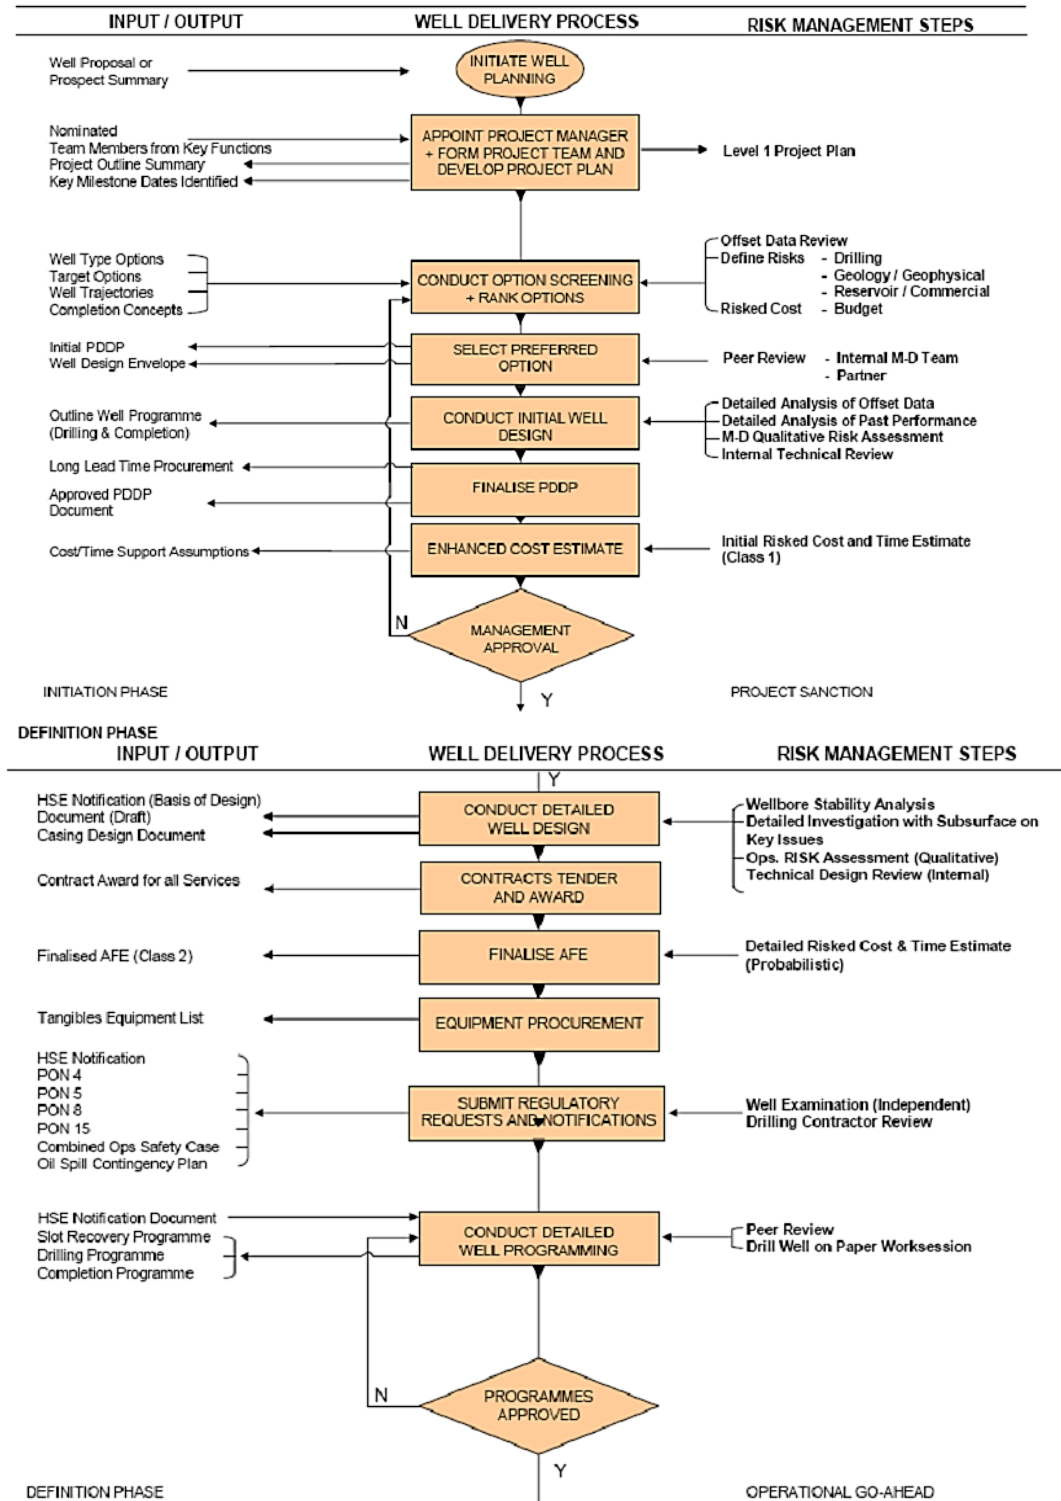 INPUT / OUTPUT
WELL DELIVERY PROCESS
RISK MANAGEMENT STEPS
Well Proposal or
Prospect Summary
INITIATE WELL
PLANNING
Nominated
Team Members from Key Functions
Project Outline Summary
Key Milestone Dates Identified
APPOINT PROJECT MANAGER
+ FORM PROJECT TEAM AND
DEVELOP PROJECT PLAN
Level 1 Project Plan
Well Type Options
Target Options
Well Trajectories
Completion Concepts
CONDUCT OPTION SCREENING
+ RANK OPTIONS
Offset Data Review
Define Risks - Drilling
- Geology / Geophysical
- Reservoir / Commercial
Risked Cost - Budget
Initial PDDP
Well Design Envelope
SELECT PREFERRED
OPTION
Peer Review - Internal M-D Team
- Partner
Outline Well Programme
(Drilling & Completion)
CONDUCT INITIAL WELL
DESIGN
Detailed Analysis of Offset Data
Detailed Analysis of Past Performance
M-D Qualitative Risk Assessment
Internal Technical Review
Long Lead Time Procurement
Approved PDDP
Document
FINALISE PDDP
Cost/Time Support Assumptions
ENHANCED COST ESTIMATE
Initial Risked Cost and Time Estimate
(Class 1)
N
MANAGEMENT
APPROVAL
Y
INITIATION PHASE
PROJECT SANCTION
DEFINITION PHASE
INPUT / OUTPUT
WELL DELIVERY PROCESS
RISK MANAGEMENT STEPS
Y
HSE Notification (Basis of Design)
Document (Draft)
Casing Design Document
CONDUCT DETAILED
WELL DESIGN
Wellbore Stability Analysis
Detailed Investigation with Subsurface on
Key Issues
Ops. RISK Assessment (Qualitative)
Technical Design Review (Internal)
Contract Award for all Services
CONTRACTS TENDER
AND AWARD
Finalised AFE (Class 2)
FINALISE AFE
Detailed Risked Cost & Time Estimate
(Probabilistic)
Tangibles Equipment List
EQUIPMENT PROCUREMENT
HSE Notification
PON 4
PON 5
PON 8
PON 15
Combined Ops Safety Case
Oil Spill Contingency Plan
SUBMIT REGULATORY
REQUESTS AND NOTIFICATIONS
Well Examination (Independent)
Drilling Contractor Review
HSE Notification Document
Slot Recovery Programme
Drilling Programme
Completion Programme
CONDUCT DETAILED
WELL PROGRAMMING
Peer Review
Drill Well on Paper Worksession
N
PROGRAMMES
APPROVED
Y
DEFINITION PHASE
OPERATIONAL GO-AHEAD